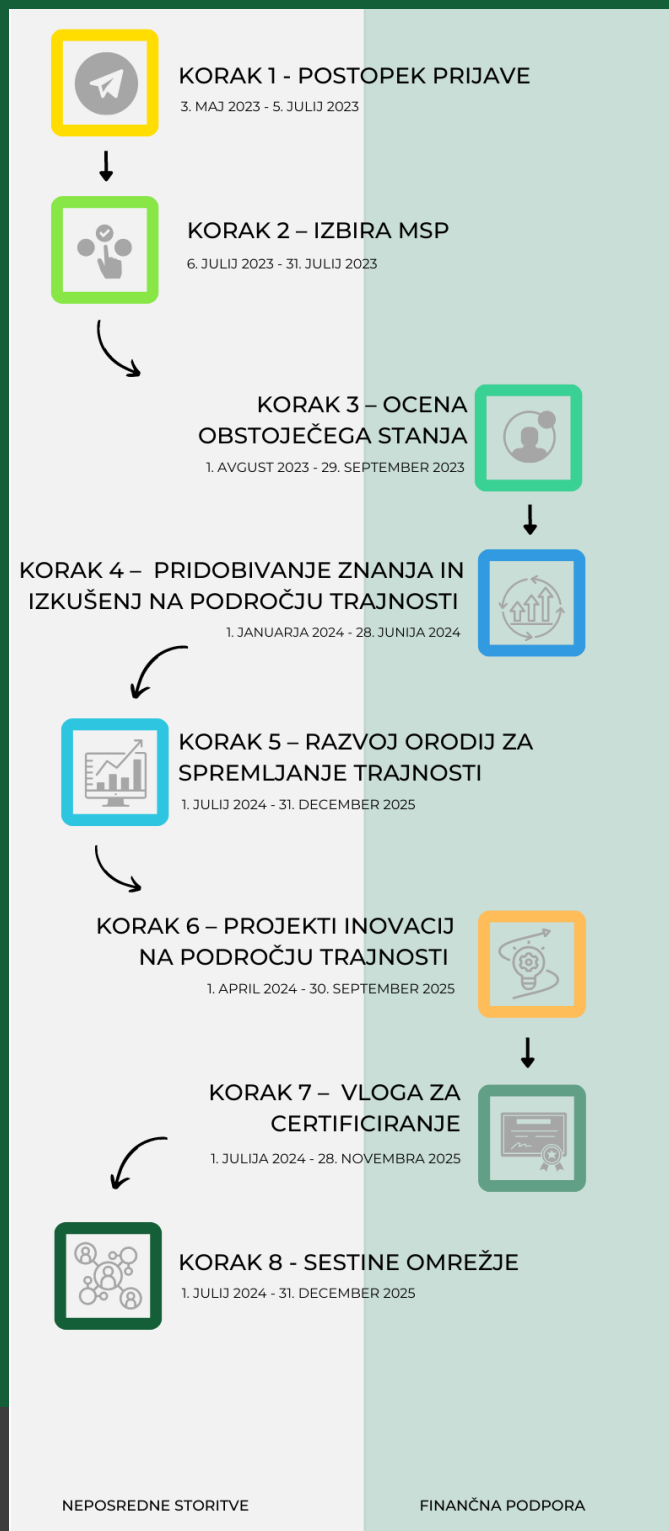 KORAK 1 - POSTOPEK PRIJAVE
3. MAJ 2023 - 5. JULIJ 2023
KORAK 2 – IZBIRA MSP
6. JULIJ 2023 - 31. JULIJ 2023
KORAK 3 – OCENA
OBSTOJEČEGA STANJA
1. AVGUST 2023 - 29. SEPTEMBER 2023
KORAK 4 – PRIDOBIVANJE ZNANJA IN
IZKUŠENJ NA PODROČJU TRAJNOSTI
1. JANUARJA 2024 - 28. JUNIJA 2024
KORAK 5 – RAZVOJ ORODIJ ZA
SPREMLJANJE TRAJNOSTI
1. JULIJ 2024 - 31. DECEMBER 2025
KORAK 6 – PROJEKTI INOVACIJ
NA PODROČJU TRAJNOSTI
1. APRIL 2024 - 30. SEPTEMBER 2025
KORAK 7 – VLOGA ZA
CERTIFICIRANJE
1. JULIJA 2024 - 28. NOVEMBRA 2025
KORAK 8 - SESTINE OMREŽJE
1. JULIJ 2024 - 31. DECEMBER 2025
NEPOSREDNE STORITVE
FINANČNA PODPORA